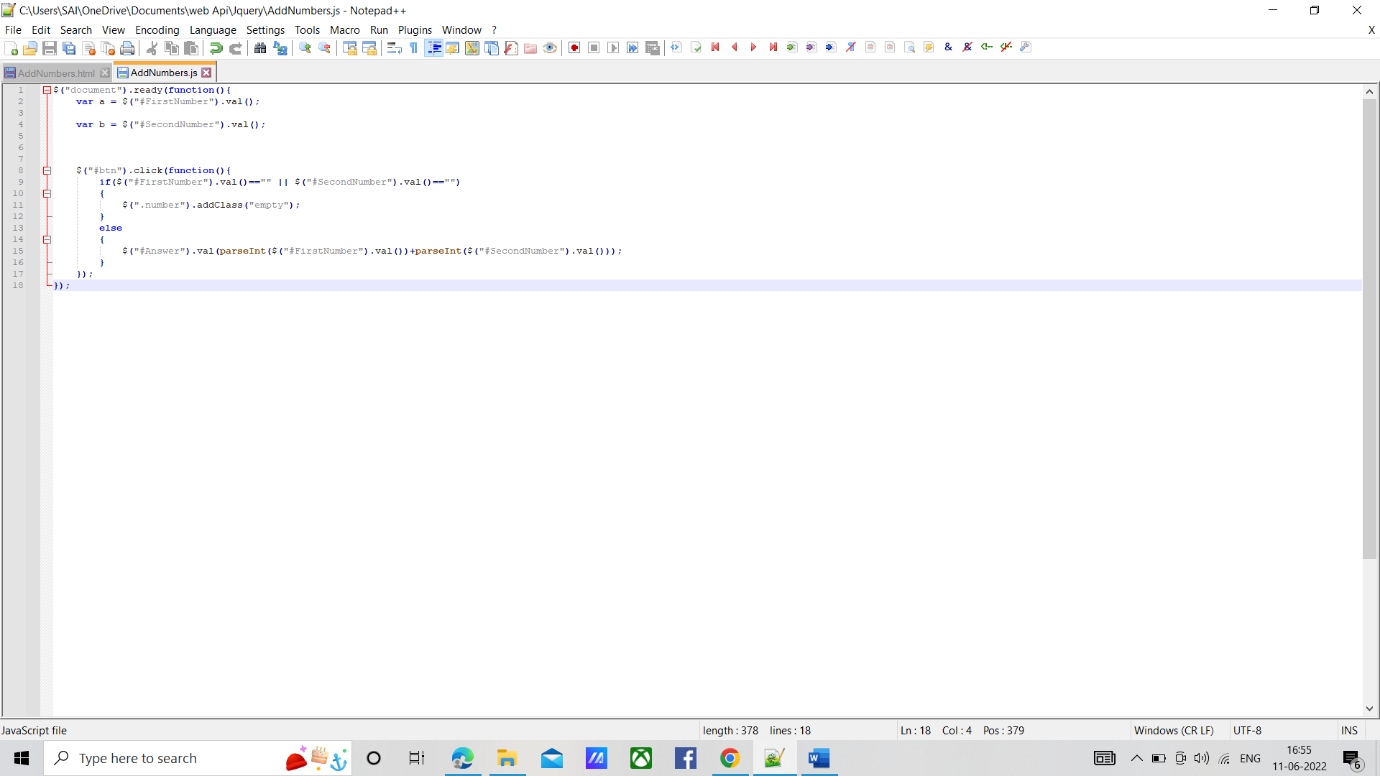 C:\Users\SAI\OneDrive\Documents\web Api\Jquery\AddNumbers.js - Notepad++
File Edit Search View Encoding Language Settings Tools Macro Run Plugins Window ? X
AddNumbers.html AddNumbers.js
1 $("document").ready(function(){
2 var a = $("#FirstNumber").val();
3
4 var b = $("#SecondNumber").val();
5
6
7
8 $("#btn").click(function(){
9 if($("#FirstNumber").val()=="" || $("#SecondNumber").val()=="")
10 {
11 $(".number").addClass("empty");
12 }
13 else
14 {
15 $("#Answer").val(parseInt($("#FirstNumber").val())+parseInt($("#SecondNumber").val()));
16 }
17 });
18 });
JavaScript file length : 378 lines : 18 Ln : 18 Col : 4 Pos : 379 Windows (CR LF) UTF-8 INS
Type here to search
ENG
16:55
11-06-2022
6